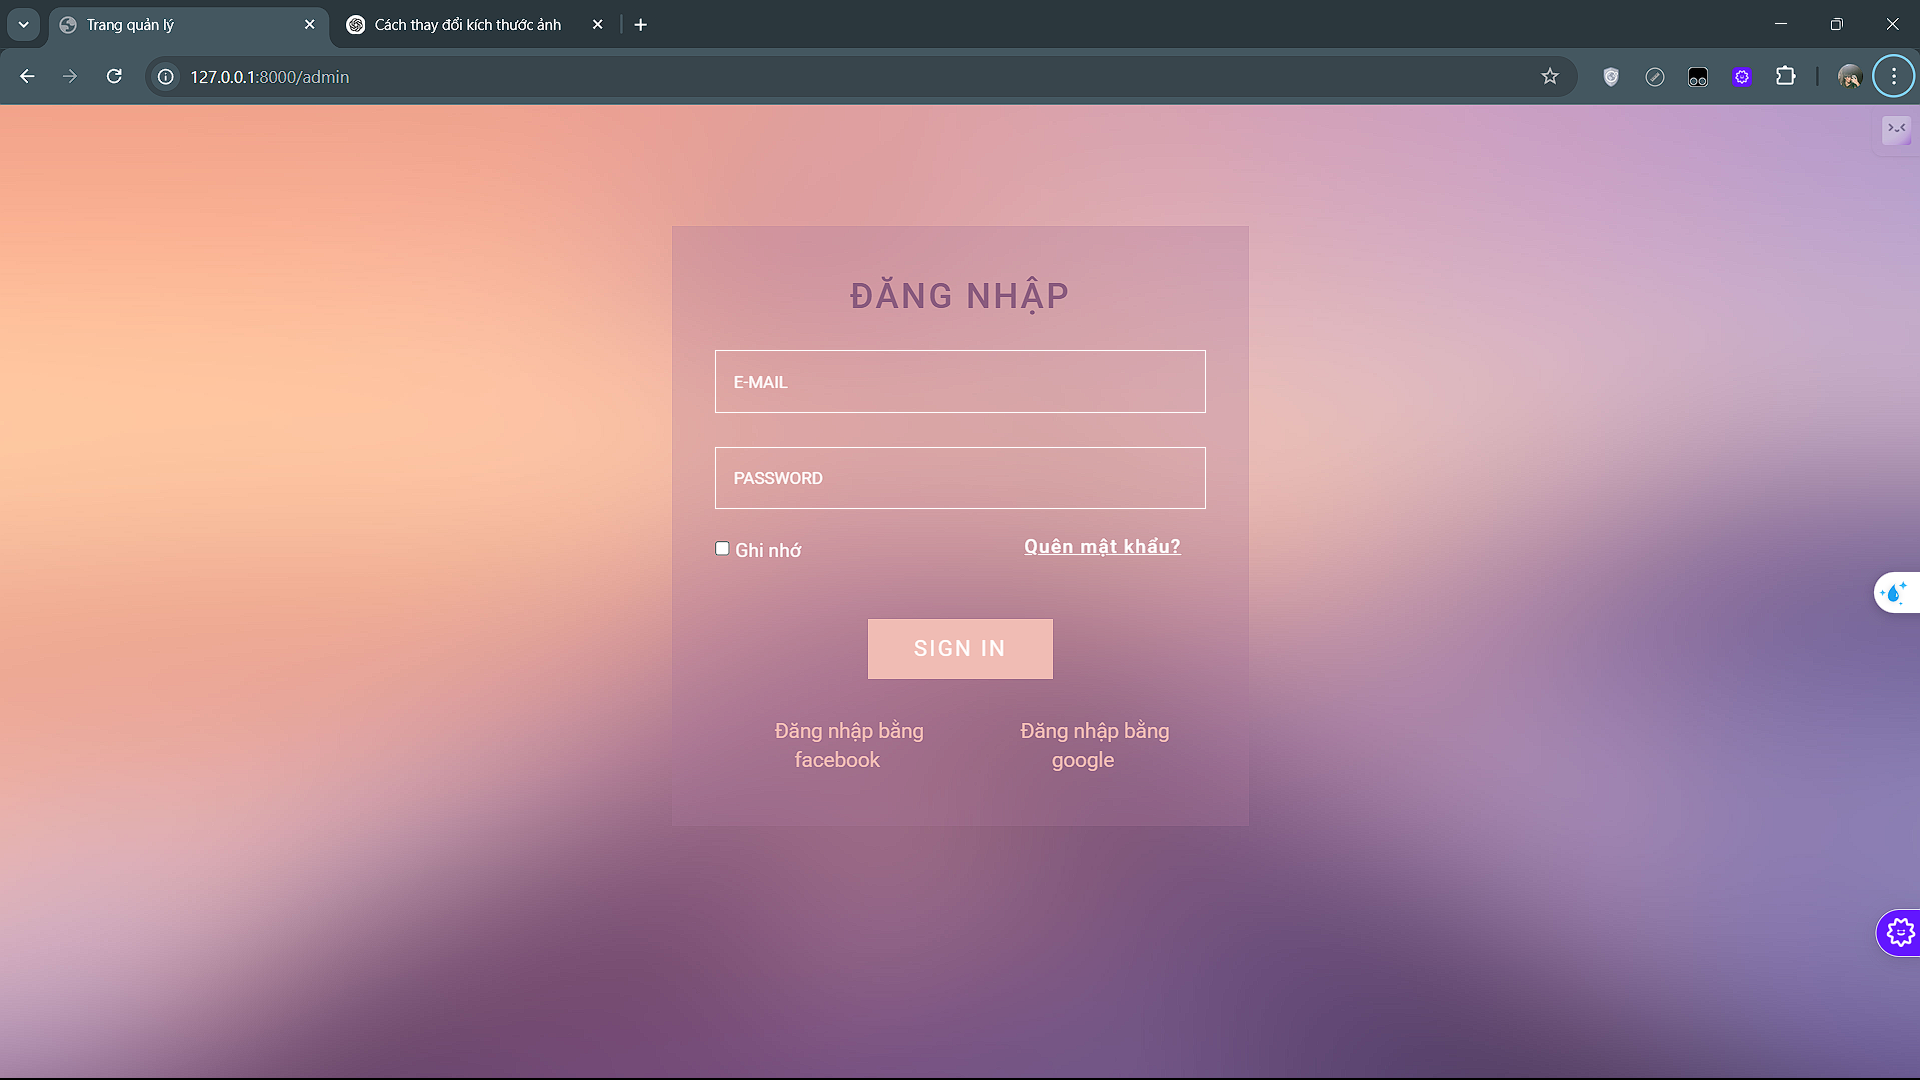 Trang quản lý
Cách thay đổi kích thước ảnh
127.0.0.1:8000/admin
ĐĂNG NHẬP
E-MAIL
PASSWORD
Ghi nhớ
Quên mật khẩu?
SIGN IN
Đăng nhập bằng
facebook
Đăng nhập bằng
google